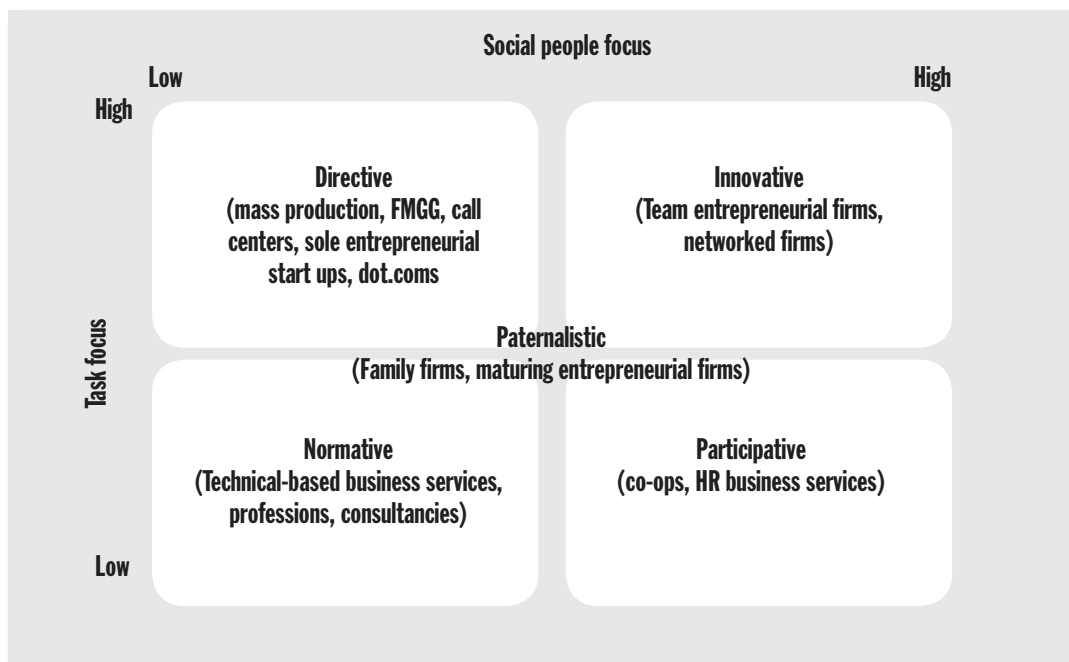 Social people focus
Low
High
High
Directive
(mass production, FMGG, call
centers, sole entrepreneurial
start ups, dot.coms
Innovative
(Team entrepreneurial firms,
networked firms)
Task focus
Paternalistic
(Family firms, maturing entrepreneurial firms)
Normative
(Technical-based business services,
professions, consultancies)
Participative
(co-ops, HR business services)
Low